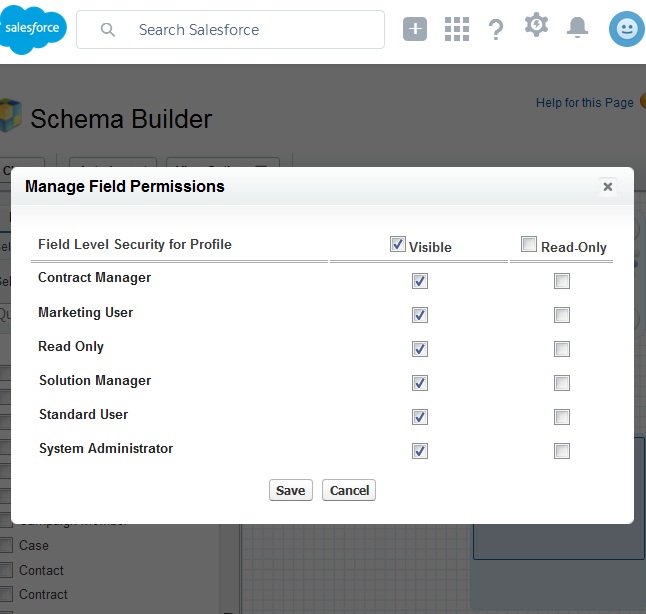 salesforce
Search Salesforce
Help for this Page
Schema Builder
Manage Field Permissions
Field Level Security for Profile Visible Read-Only
Contract Manager
Marketing User
Read Only
Solution Manager
Standard User
System Administrator
Save Cancel
Case
Contact
Contract